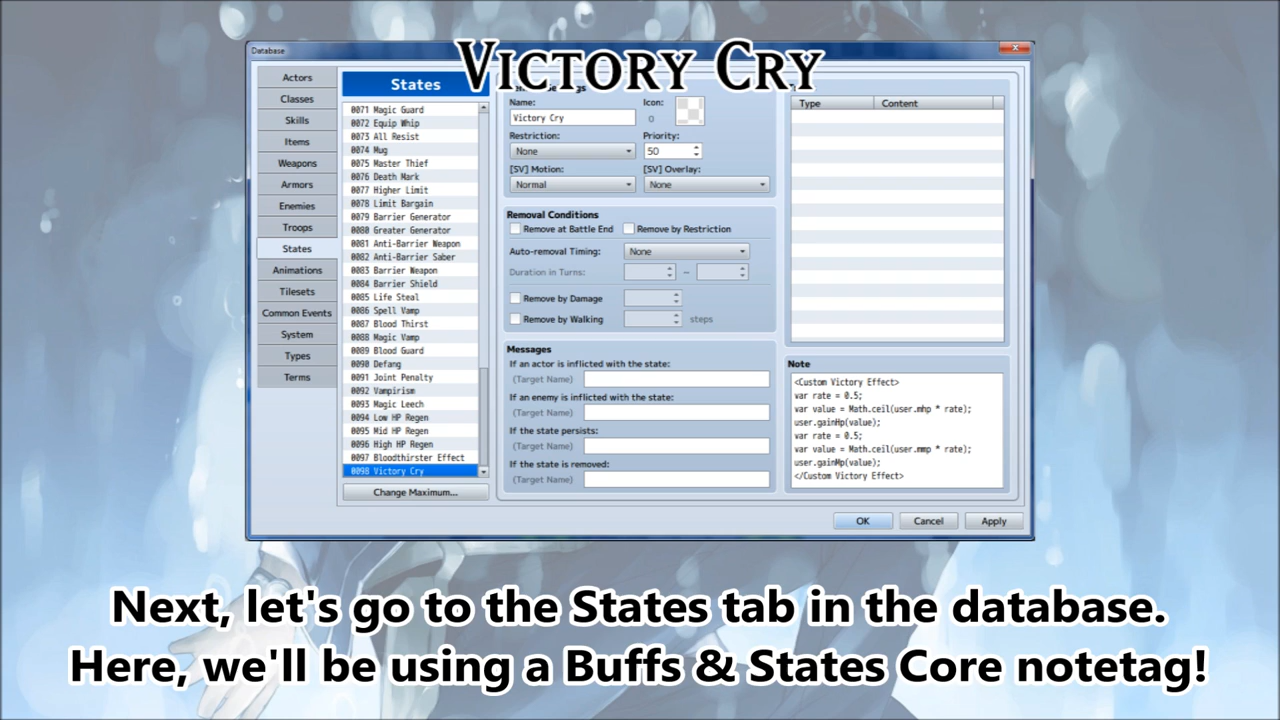 Victory Cry
Database
Actors
Classes
Skills
Items
Weapons
Armors
Enemies
Troops
States
Animations
Tilesets
Common Events
System
Types
Terms
States
0071 Magic Guard
0072 Equip Whip
0073 All Resist
0074 Mug
0075 Master Thief
0076 Death Mark
0077 Higher Limit
0078 Limit Bargain
0079 Barrier Generator
0080 Greater Generator
0081 Anti-Barrier Weapon
0082 Anti-Barrier Saber
0083 Barrier Weapon
0084 Barrier Shield
0085 Life Steal
0086 Spell Vamp
0087 Blood Thirst
0088 Magic Vamp
0089 Blood Guard
0090 Defang
0091 Joint Penalty
0092 Vampirism
0093 Magic Leech
0094 Low HP Regen
0095 Mid HP Regen
0096 High HP Regen
0097 Bloodthirster Effect
0098 Victory Cry
Change Maximum...
Name:
Icon:
Victory Cry
0
Restriction:
Priority:
None
50
[SV] Motion:
[SV] Overlay:
Normal
None
Removal Conditions
Remove at Battle End
Remove by Restriction
Auto-removal Timing:
None
Duration in Turns:
~
Remove by Damage
Remove by Walking
steps
Messages
If an actor is inflicted with the state:
(Target Name)
If an enemy is inflicted with the state:
(Target Name)
If the state persists:
(Target Name)
If the state is removed:
(Target Name)
Type
Content
Note
<Custom Victory Effect>
var rate = 0.5;
var value = Math.ceil(user.mhp * rate);
user.gainHp(value);
var rate = 0.5;
var value = Math.ceil(user.mmp * rate);
user.gainMp(value);
</Custom Victory Effect>
OK
Cancel
Apply
Next, let's go to the States tab in the database.
Here, we'll be using a Buffs & States Core notetag!